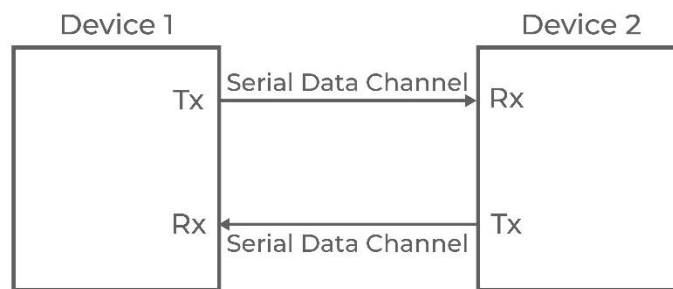 Device 1
Device 2
Tx
Serial Data Channel
Rx
Rx
Serial Data Channel
Tx